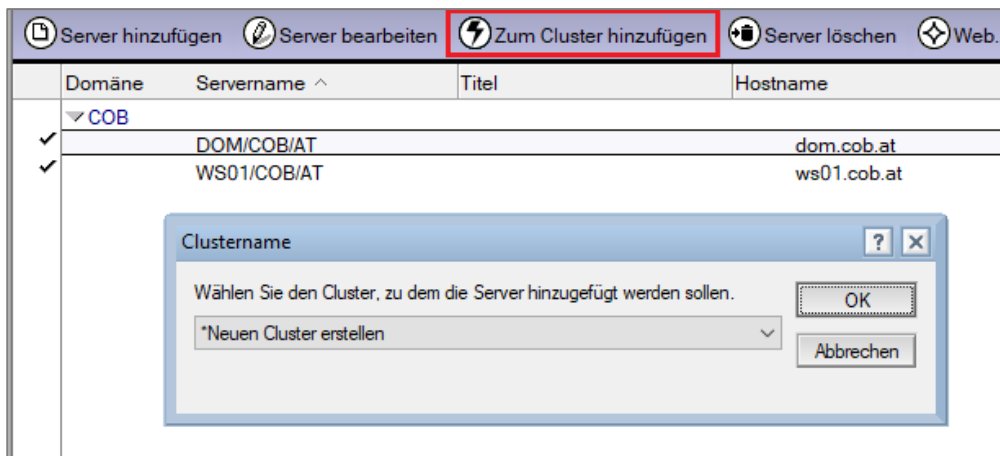 Server hinzufügen Server bearbeiten Zum Cluster hinzufügen Server löschen Web.
Domäne Servername Titel Hostname
COB
DOM/COB/AT dom.cob.at
WS01/COB/AT ws01.cob.at
Clustername
Wählen Sie den Cluster, zu dem die Server hinzugefügt werden sollen.
OK
*Neuen Cluster erstellen
Abbrechen